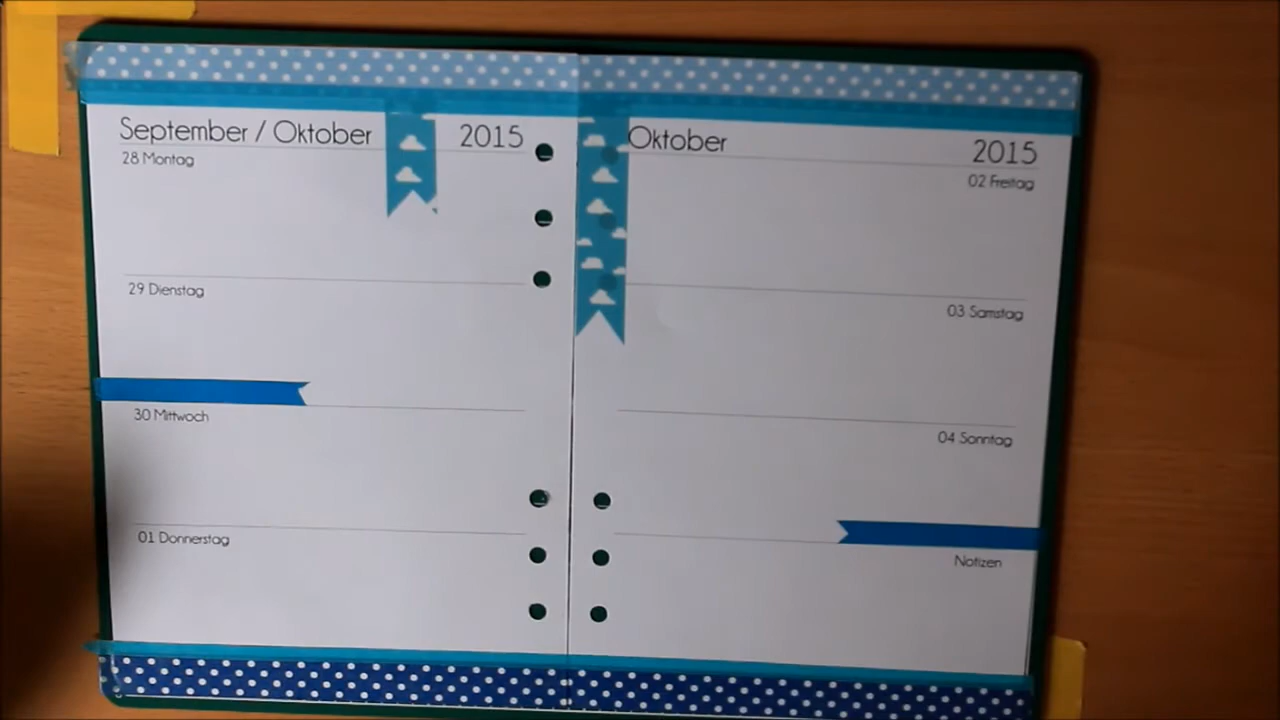 September / Oktober 2015
28 Montag
29 Dienstag
30 Mittwoch
01 Donnerstag
Oktober 2015
02 Freitag
03 Samstag
04 Sonntag
Notizen